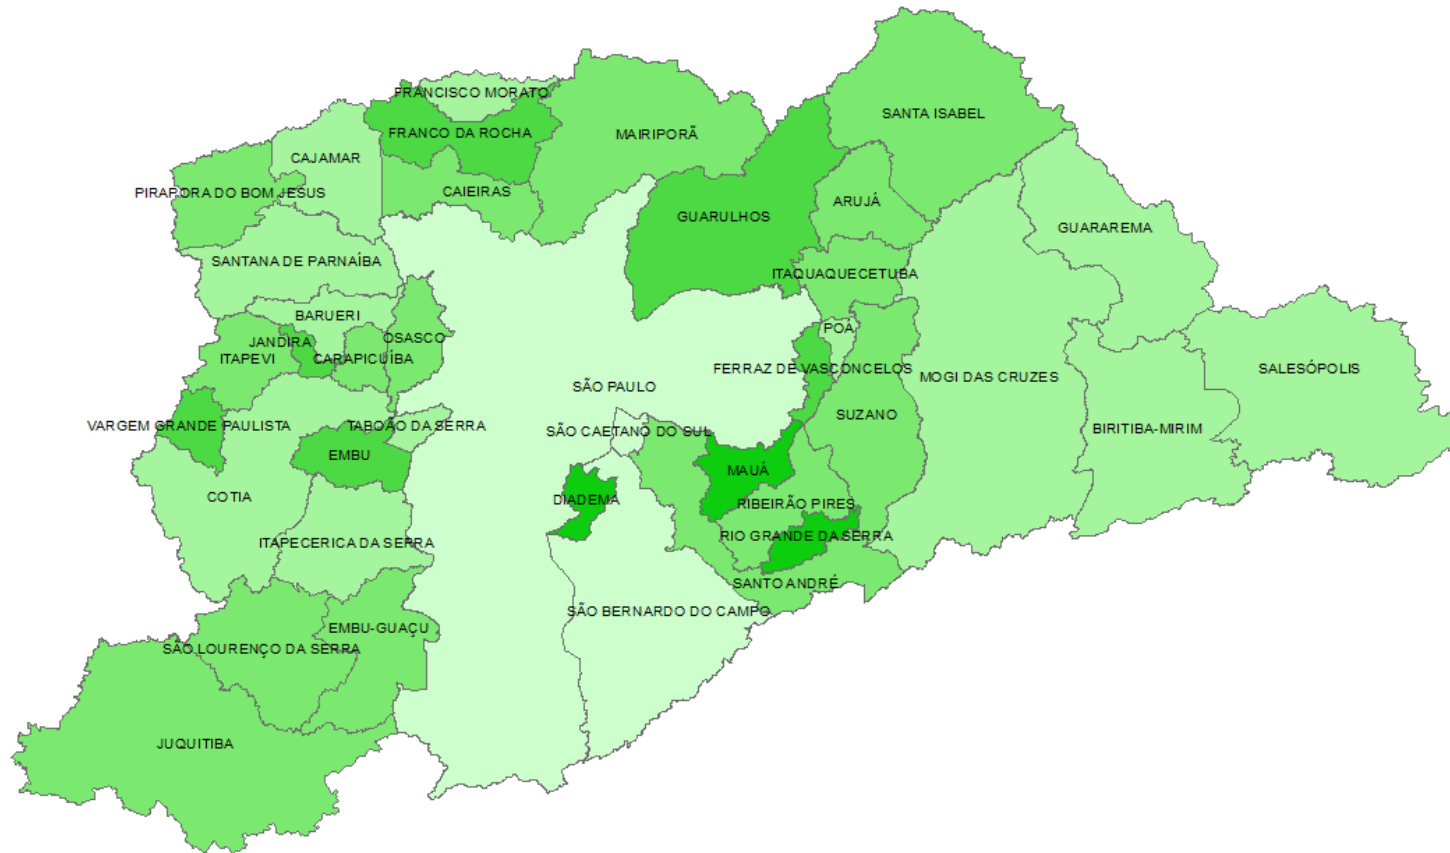 FRANCISCO MORATO
SANTA ISABEL
FRANCO DA ROCHA
MAIRIPORÃ
CAJAMAR
PIRAPORA DO BOM JESUS
CAIEIRAS
ARUJÁ
GUARULHOS
GUARAREMA
SANTANA DE PARNAÍBA
ITAQUAQUECETUBA
BARUERI
POÁ
OSASCO
JANDIRA
ITAPEVI
CARAPICUÍBA
FERRAZ DE VASCONCELOS
SALESÓPOLIS
MOGI DAS CRUZES
SÃO PAULO
SUZANO
VARGEM GRANDE PAULISTA
TABOÃO DA SERRA
BIRITIBA-MIRIM
SÃO CAETANO DO SUL
EMBU
MAUÁ
COTIA
DIADEMA
RIBEIRÃO PIRES
RIO GRANDE DA SERRA
ITAPECERICA DA SERRA
SANTO ANDRÉ
SÃO BERNARDO DO CAMPO
EMBU-GUAÇU
SÃO LOURENÇO DA SERRA
JUQUITIBA